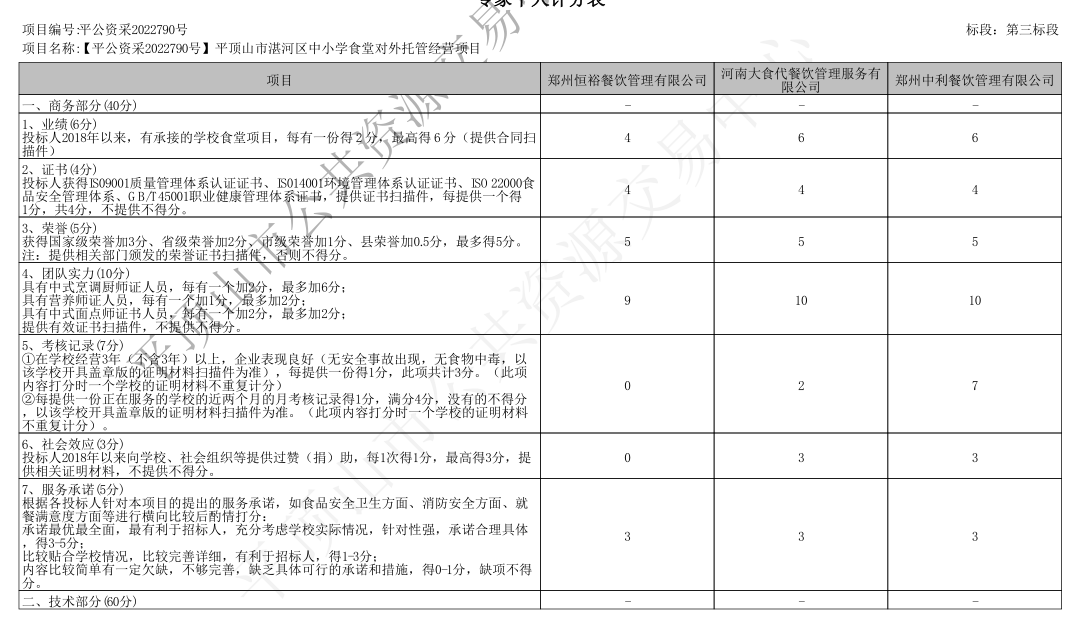 专家个人计分表
项目编号:平公资采2022790号
标段：第三标段
项目名称:【平公资采2022790号】平顶山市湛河区中小学食堂对外托管经营项目
项目
郑州恒裕餐饮管理有限公司
河南大食代餐饮管理服务有
限公司
郑州中利餐饮管理有限公司
一、商务部分(40分)
-
-
-
1、业绩(6分)
投标人2018年以来，有承接的学校食堂项目，每有一份得２分，最高得６分（提供合同扫
描件）
4
6
6
2、证书(4分)
投标人获得ISO9001质量管理体系认证证书、ISO14001环境管理体系认证证书、ISO 22000食
品安全管理体系、GB/T45001职业健康管理体系证书，提供证书扫描件，每提供一个得
1分，共4分，不提供不得分。
4
4
4
3、荣誉(5分)
获得国家级荣誉加3分、省级荣誉加2分、市级荣誉加1分、县荣誉加0.5分，最多得5分。
注：提供相关部门颁发的荣誉证书扫描件，否则不得分。
5
5
5
4、团队实力(10分)
具有中式烹调厨师证人员，每有一个加2分，最多加6分；
具有营养师证人员，每有一个加1分，最多加2分；
具有中式面点师证书人员，每有一个加2分，最多加2分；
提供有效证书扫描件，不提供不得分。
9
10
10
5、考核记录(7分)
①在学校经营3年（不含3年）以上，企业表现良好（无安全事故出现，无食物中毒，以
该学校开具盖章版的证明材料扫描件为准），每提供一份得1分，此项共计3分。（此项
内容打分时一个学校的证明材料不重复计分）
②每提供一份正在服务的学校的近两个月的月考核记录得1分，满分4分，没有的不得分
，以该学校开具盖章版的证明材料扫描件为准。（此项内容打分时一个学校的证明材料
不重复计分）。
0
2
7
6、社会效应(3分)
投标人2018年以来向学校、社会组织等提供过赞（捐）助，每1次得1分，最高得3分，提
供相关证明材料，不提供不得分。
0
3
3
7、服务承诺(5分)
根据各投标人针对本项目的提出的服务承诺，如食品安全卫生方面、消防安全方面、就
餐满意度方面等进行横向比较后酌情打分：
承诺最优最全面，最有利于招标人，充分考虑学校实际情况，针对性强，承诺合理具体
，得3-5分；
比较贴合学校情况，比较完善详细，有利于招标人，得1-3分；
内容比较简单有一定欠缺，不够完善，缺乏具体可行的承诺和措施，得0-1分，缺项不得
分。
3
3
3
二、技术部分(60分)
-
-
-
平顶山市公共资源交易
平顶山市公共资源交易中心